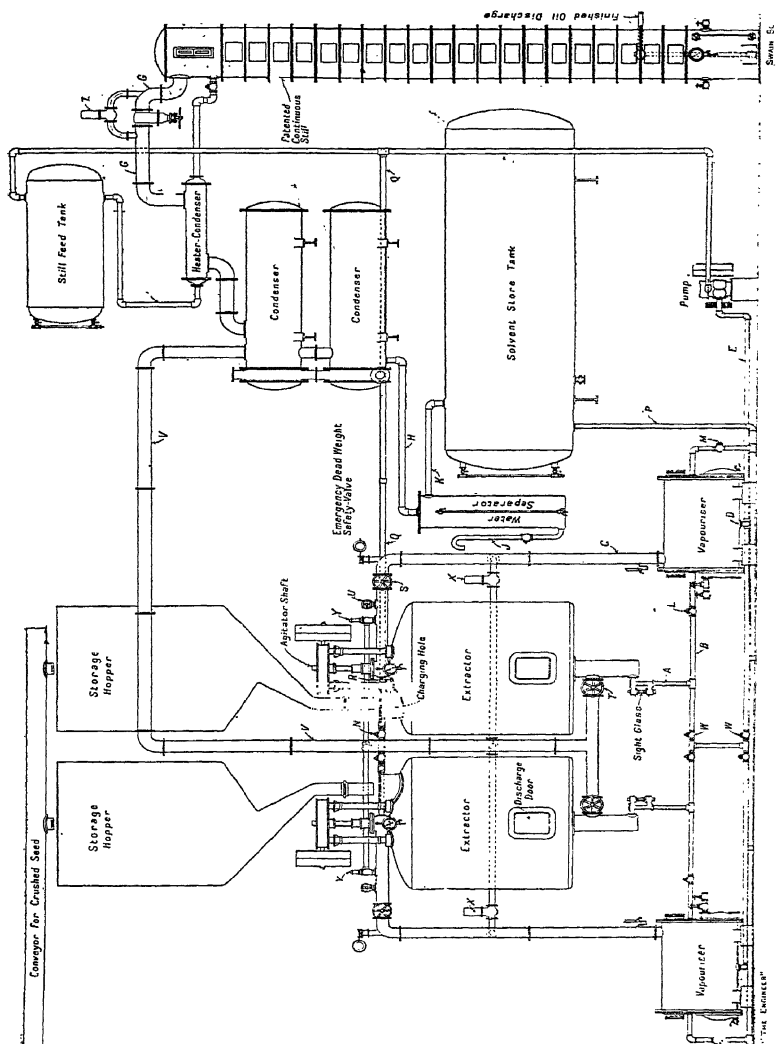 Conveyor for Crushed Seed
Storage
Hopper
Storage
Hopper
Agitator Shaft
Charging Hole
Emergency Dead Weight
Safety-Valve
Extractor
Extractor
Discharge
Door
Sight Glass
Vapouriser
Vapouriser
Water
Separator
Solvent Store Tank
Condenser
Condenser
Heater-Condenser
Still Feed Tank
Patented
Continuous
Still
Finished Oil Discharge
Pump
Z
G
G
V
V
Q
Q
H
K
J
P
E
M
D
C
S
U
Y
R
N
X
X
L
B
A
T
W
W
"THE ENGINEER"